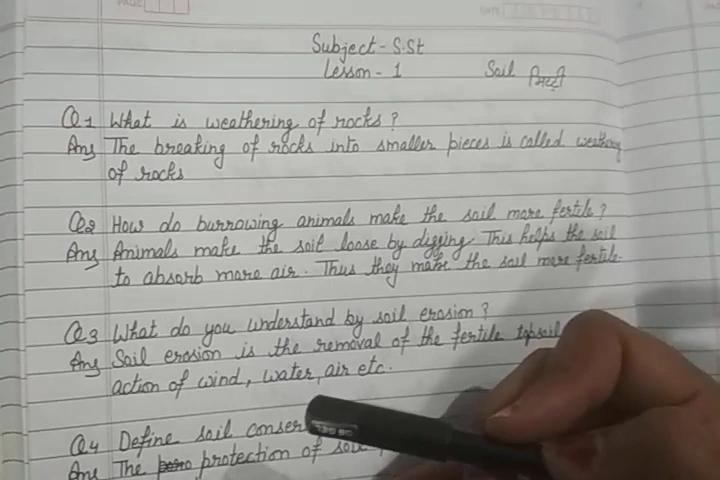 PAGE
DATE
Subject - S.St
Lesson - 1 Soil मिट्टी
Q1 What is weathering of rocks?
Ans The breaking of rocks into smaller pieces is called weathering
of rocks
Q2 How do burrowing animals make the soil more fertile?
Ans Animals make the soil loose by digging. This helps the soil
to absorb more air. Thus they make the soil more fertile.
Q3 What do you understand by soil erosion?
Ans Soil erosion is the removal of the fertile topsoil
action of wind, water, air etc.
Q4 Define soil conser
Ans The protection of soil